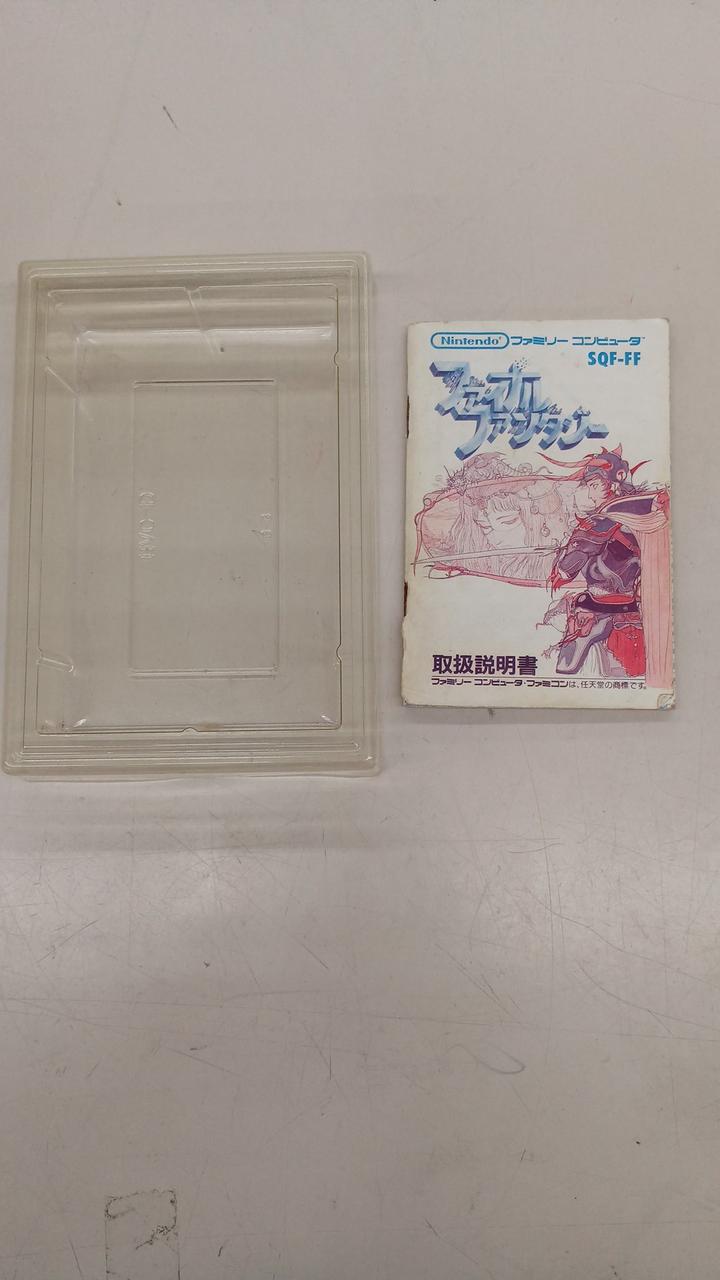 Nintendo® ファミリー コンピュータ™
SQF-FF
ファイナル
ファンタジー
取扱説明書
ファミリー コンピュータ・ファミコンは、任天堂の商標です。